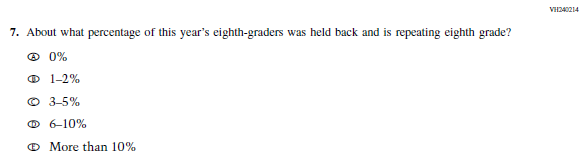 VH240214
7. About what percentage of this year's eighth-graders was held back and is repeating eighth grade?
Ⓐ 0%
Ⓑ 1–2%
Ⓒ 3–5%
Ⓓ 6–10%
Ⓔ More than 10%